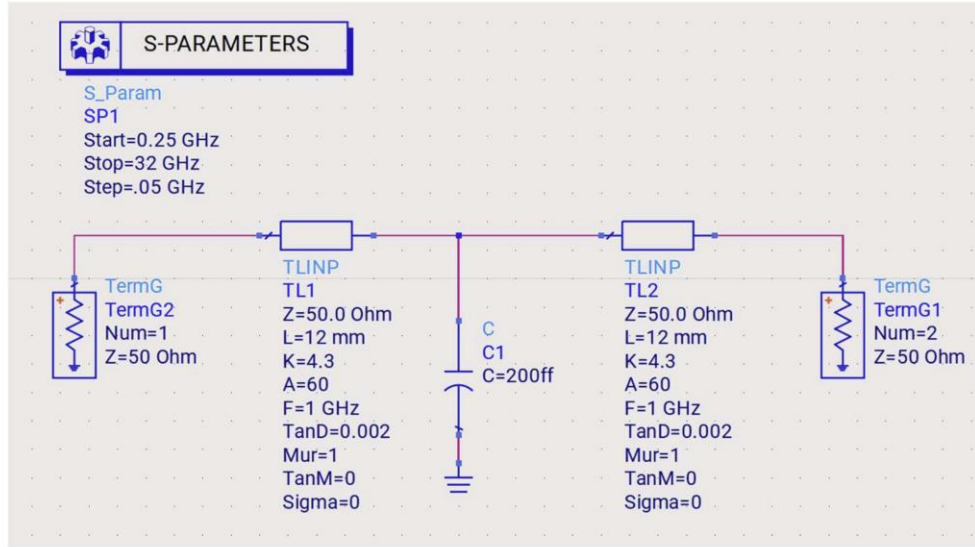 S-PARAMETERS
S_Param
SP1
Start=0.25 GHz
Stop=32 GHz
Step=.05 GHz
TermG
TermG2
Num=1
Z=50 Ohm
TLINP
TL1
Z=50.0 Ohm
L=12 mm
K=4.3
A=60
F=1 GHz
TanD=0.002
Mur=1
TanM=0
Sigma=0
C
C1
C=200ff
TLINP
TL2
Z=50.0 Ohm
L=12 mm
K=4.3
A=60
F=1 GHz
TanD=0.002
Mur=1
TanM=0
Sigma=0
TermG
TermG1
Num=2
Z=50 Ohm